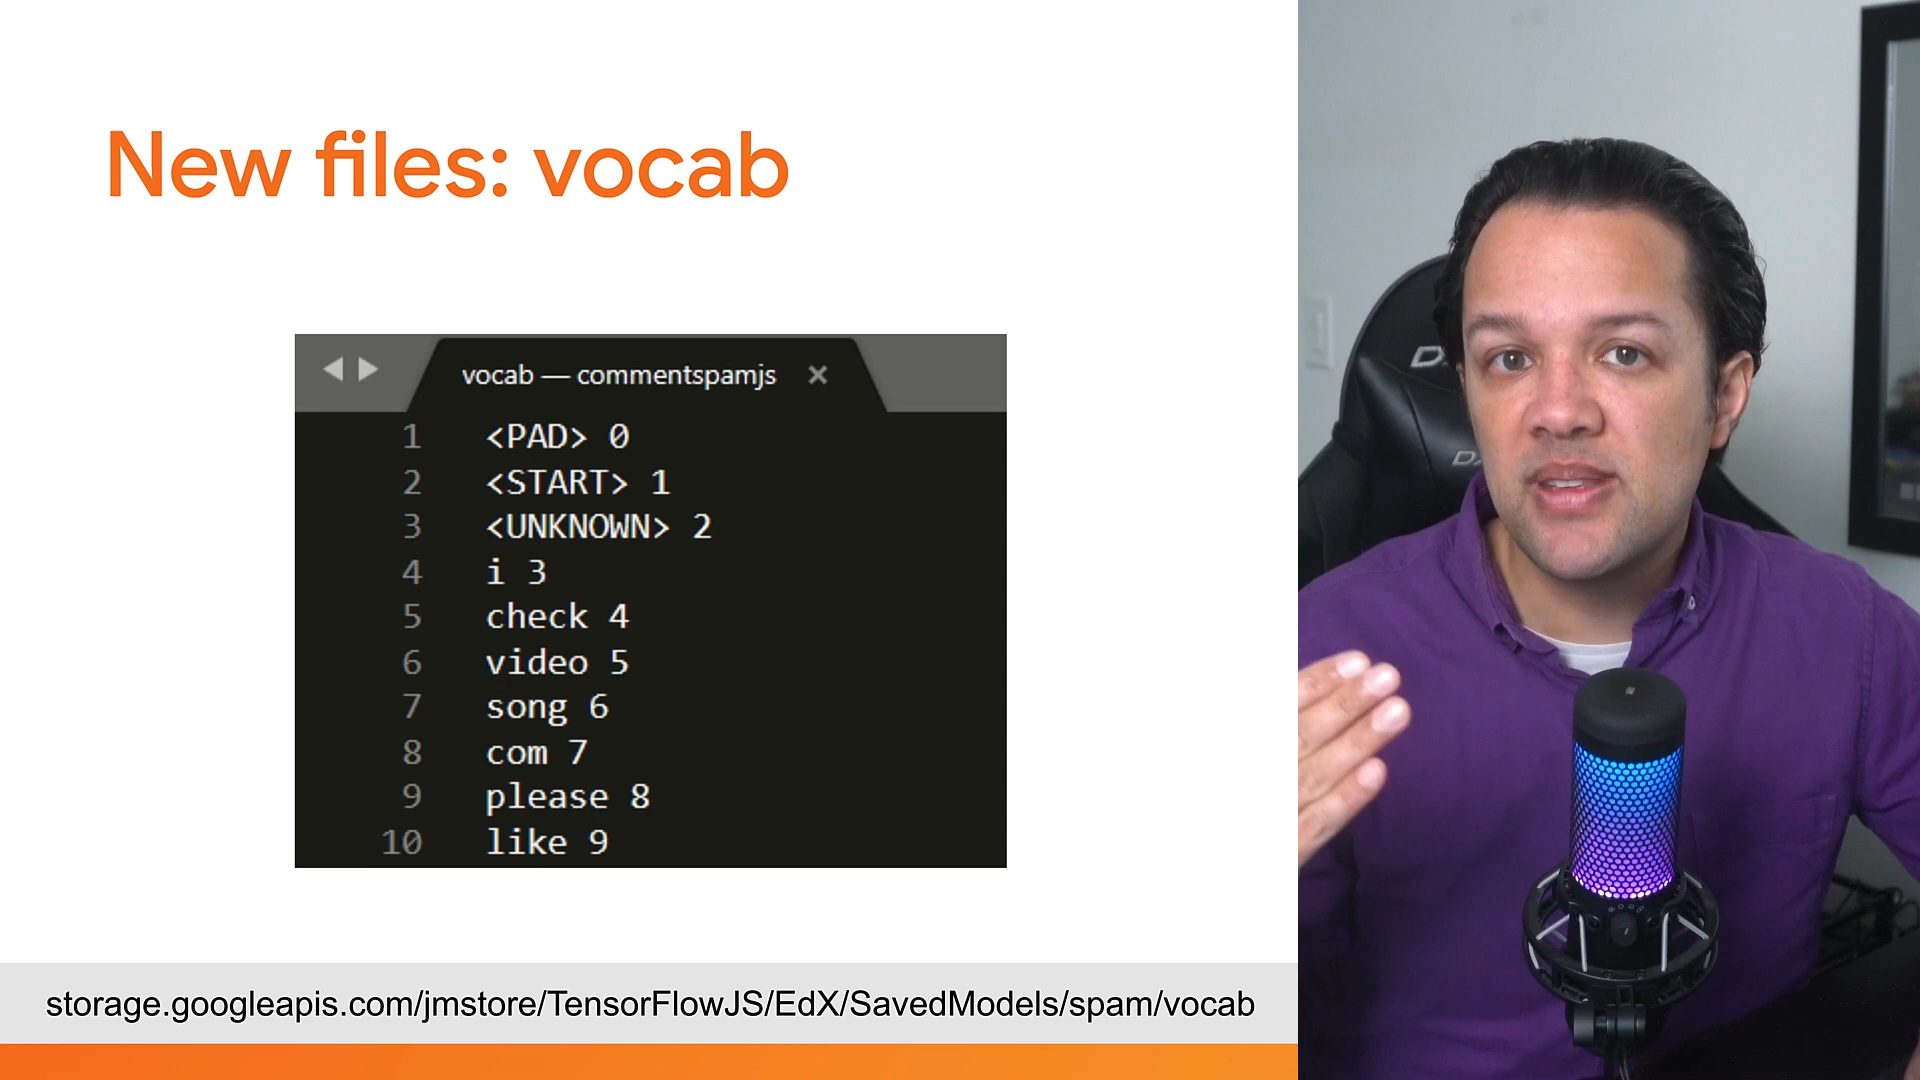 New files: vocab
vocab — commentspamjs ×
1 <PAD> 0
2 <START> 1
3 <UNKNOWN> 2
4 i 3
5 check 4
6 video 5
7 song 6
8 com 7
9 please 8
10 like 9
storage.googleapis.com/jmstore/TensorFlowJS/EdX/SavedModels/spam/vocab